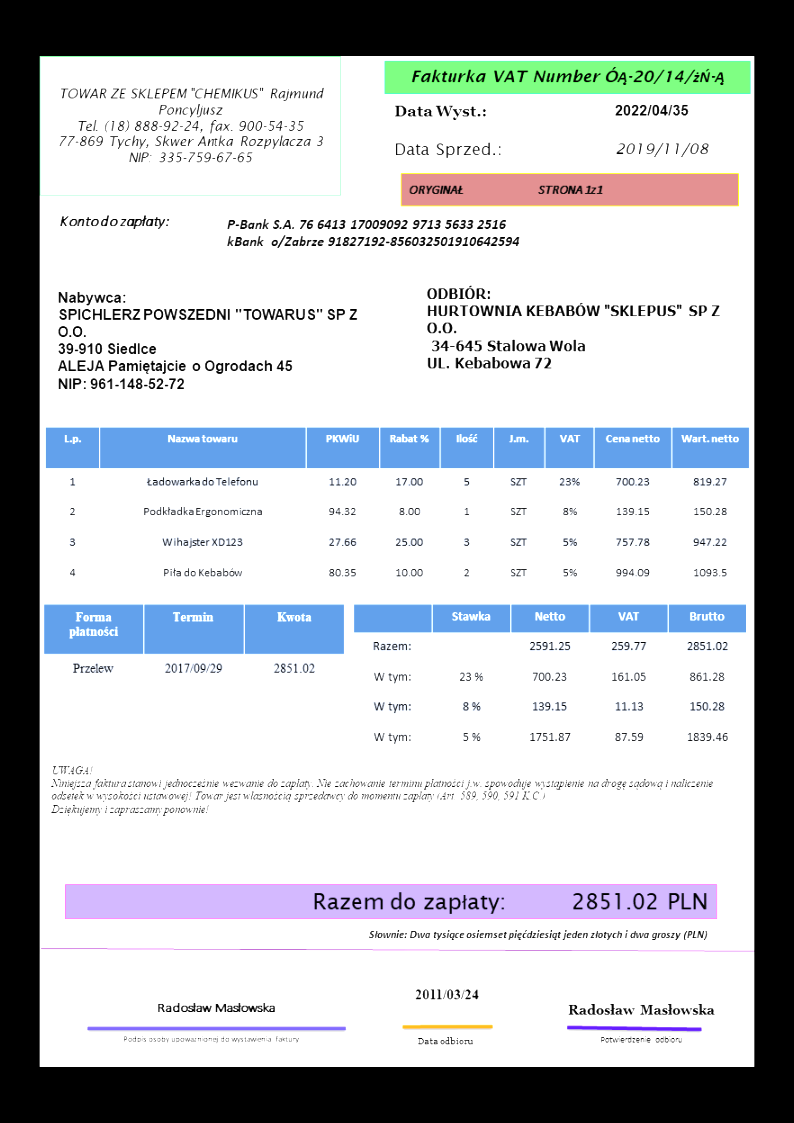 TOWAR ZE SKLEPEM "CHEMIKUS" Rajmund
Poncyljusz
Tel. (18) 888-92-24, fax. 900-54-35
77-869 Tychy, Skwer Antka Rozpylacza 3
NIP: 335-759-67-65
Fakturka VAT Number ÓĄ-20/14/żŃ-Ą
Data Wyst.: 2022/04/35
Data Sprzed.: 2019/11/08
ORYGINAŁ STRONA 1z1
Konto do zapłaty: P-Bank S.A. 76 6413 17009092 9713 5633 2516
kBank o/Zabrze 91827192-856032501910642594
Nabywca:
SPICHLERZ POWSZEDNI "TOWARUS" SP Z
O.O.
39-910 Siedlce
ALEJA Pamiętajcie o Ogrodach 45
NIP: 961-148-52-72
ODBIÓR:
HURTOWNIA KEBABÓW "SKLEPUS" SP Z
O.O.
34-645 Stalowa Wola
UL. Kebabowa 72
L.p. Nazwa towaru PKWiU Rabat % Ilość J.m. VAT Cena netto Wart. netto
1 Ładowarka do Telefonu 11.20 17.00 5 SZT 23% 700.23 819.27
2 Podkładka Ergonomiczna 94.32 8.00 1 SZT 8% 139.15 150.28
3 Wihajster XD123 27.66 25.00 3 SZT 5% 757.78 947.22
4 Piła do Kebabów 80.35 10.00 2 SZT 5% 994.09 1093.5
Forma płatności Termin Kwota
Przelew 2017/09/29 2851.02
Stawka Netto VAT Brutto
Razem: 2591.25 259.77 2851.02
W tym: 23 % 700.23 161.05 861.28
W tym: 8 % 139.15 11.13 150.28
W tym: 5 % 1751.87 87.59 1839.46
UWAGA!
Niniejsza faktura stanowi jednocześnie wezwanie do zapłaty. Nie zachowanie terminu płatności j.w. spowoduje wystąpienie na drogę sądową i naliczenie
odsetek w wysokości ustawowej! Towar jest własnością sprzedawcy do momentu zapłaty (Art. 589, 590, 591 K.C.)
Dziękujemy i zapraszamy ponownie!
Razem do zapłaty: 2851.02 PLN
Słownie: Dwa tysiące osiemset pięćdziesiąt jeden złotych i dwa groszy (PLN)
Radosław Masłowska
Podpis osoby upoważnionej do wystawienia faktury
2011/03/24
Data odbioru
Radosław Masłowska
Potwierdzenie odbioru